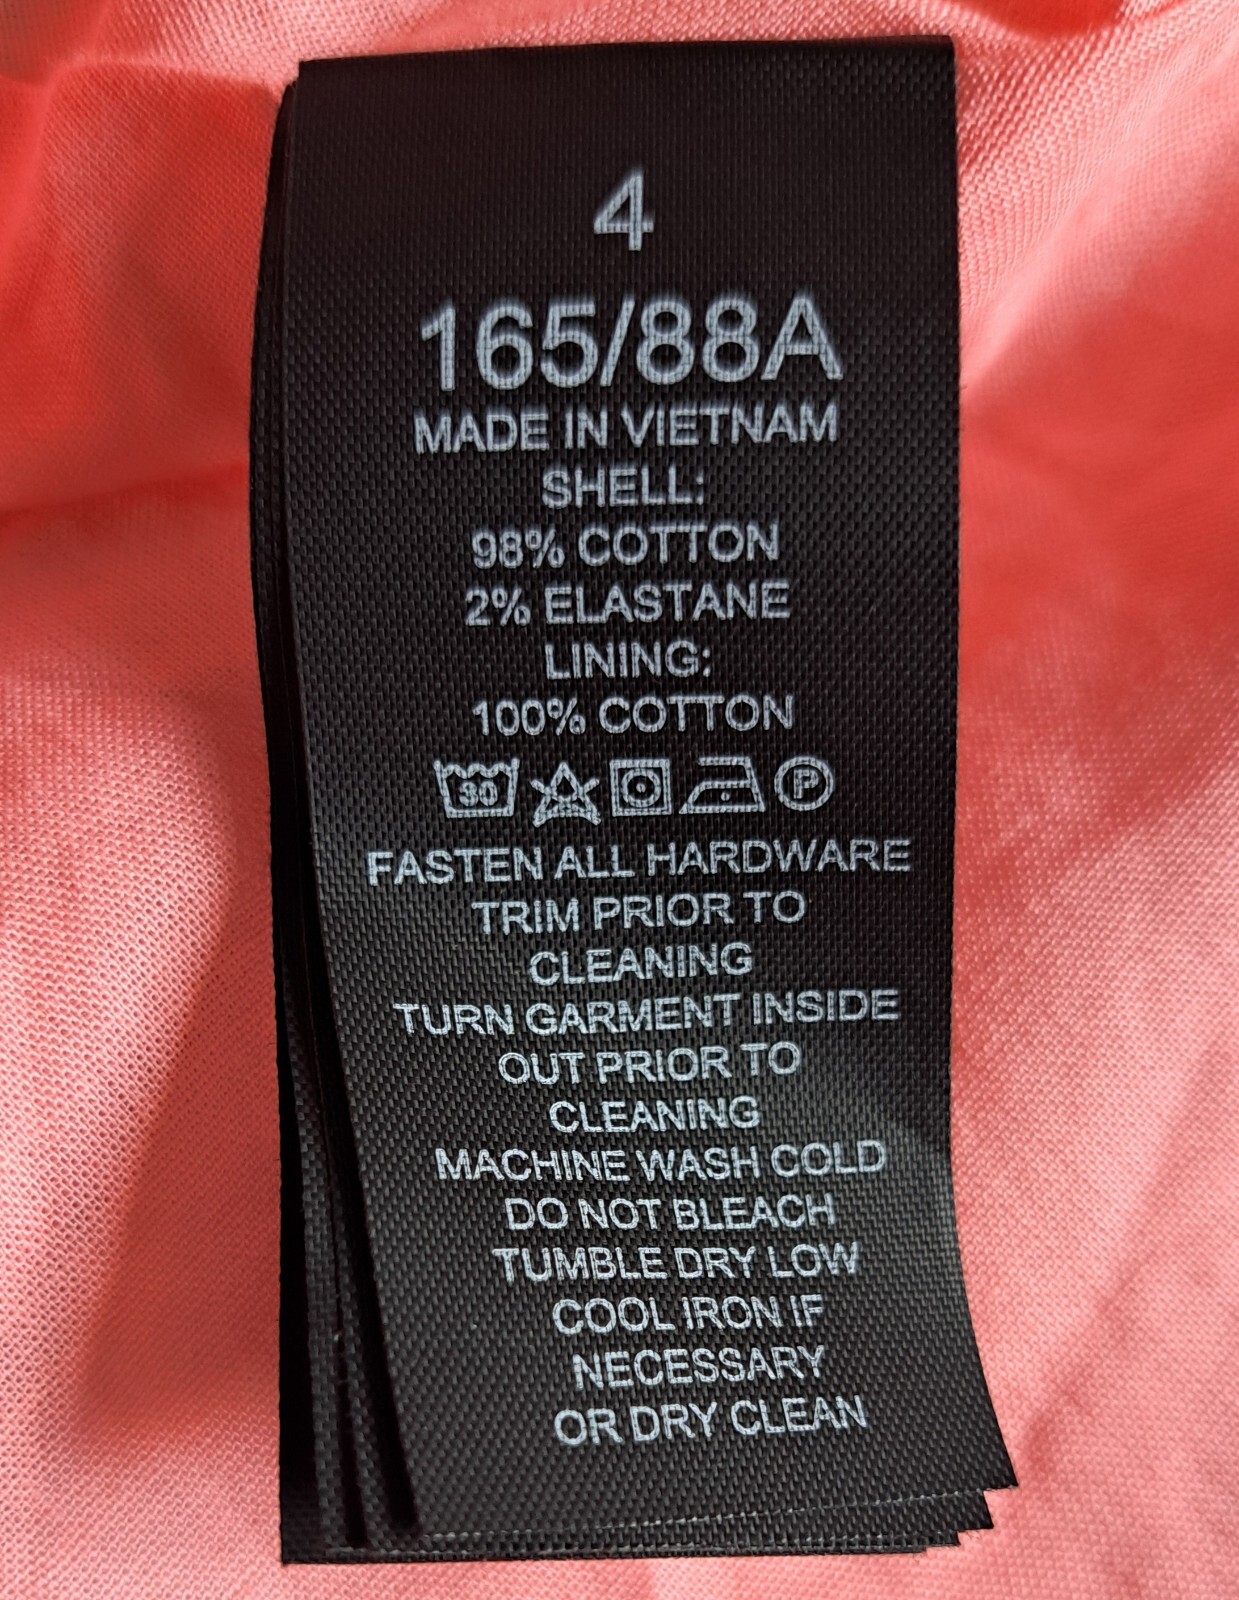 4
165/88A
MADE IN VIETNAM
SHELL:
98% COTTON
2% ELASTANE
LINING:
100% COTTON
30 P
FASTEN ALL HARDWARE
TRIM PRIOR TO
CLEANING
TURN GARMENT INSIDE
OUT PRIOR TO
CLEANING
MACHINE WASH COLD
DO NOT BLEACH
TUMBLE DRY LOW
COOL IRON IF
NECESSARY
OR DRY CLEAN